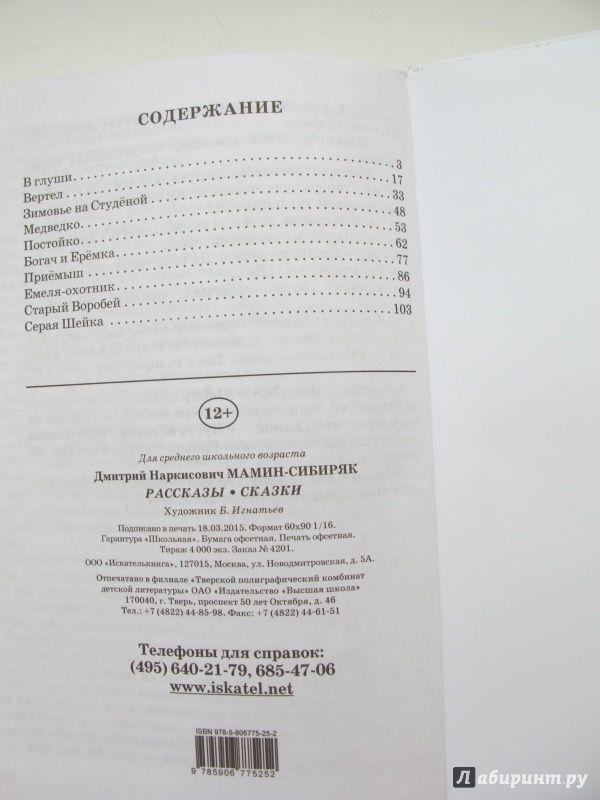 СОДЕРЖАНИЕ
В глуши 3
Вертел 17
Зимовье на Студёной 33
Медведко 48
Постойко 53
Богач и Ерёмка 62
Приёмыш 77
Емеля-охотник 86
Старый Воробей 94
Серая Шейка 103
12+
Для среднего школьного возраста
Дмитрий Наркисович МАМИН-СИБИРЯК
РАССКАЗЫ • СКАЗКИ
Художник Б. Игнатьев
Подписано в печать 18.03.2015. Формат 60х90 1/16.
Гарнитура «Школьная». Бумага офсетная. Печать офсетная.
Тираж 4 000 экз. Заказ № 4201.
ООО «Искателькнига», 127015, Москва, ул. Новодмитровская, д. 5А.
Отпечатано в филиале «Тверской полиграфический комбинат
детской литературы» ОАО «Издательство «Высшая школа»
170040, г. Тверь, проспект 50 лет Октября, д. 46
Тел.: +7 (4822) 44-85-98. Факс: +7 (4822) 44-61-51
Телефоны для справок:
(495) 640-21-79, 685-47-06
www.iskatel.net
ISBN 978-5-906775-25-2
9 785906 775252
Лабиринт.ру